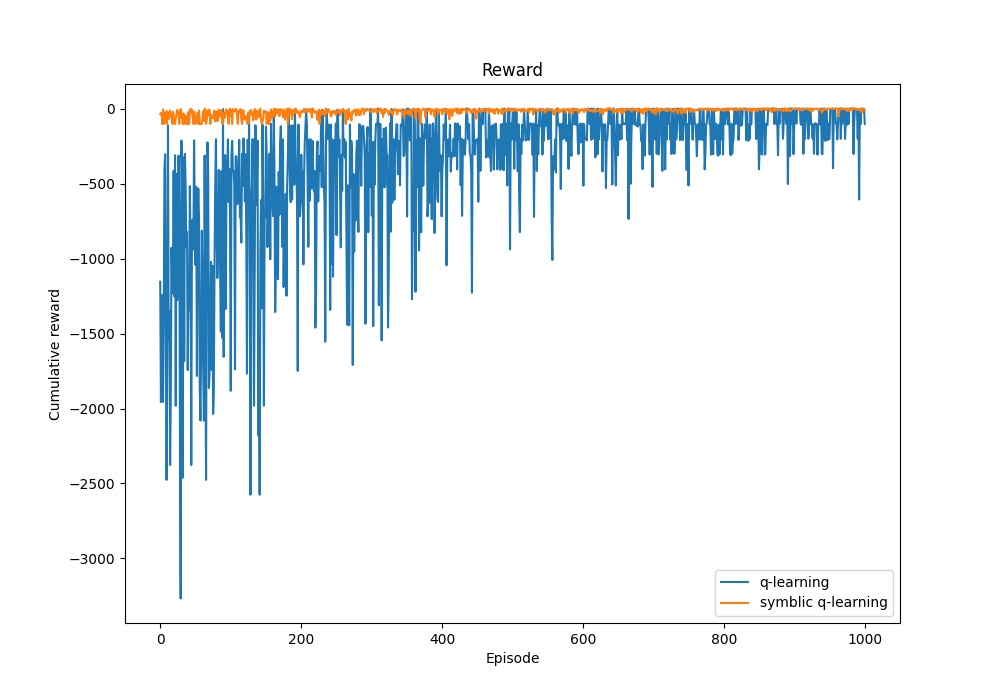 Reward
0
−500
−1000
−1500
−2000
−2500
−3000
Cumulative reward
0
200
400
600
800
1000
Episode
q-learning
symblic q-learning